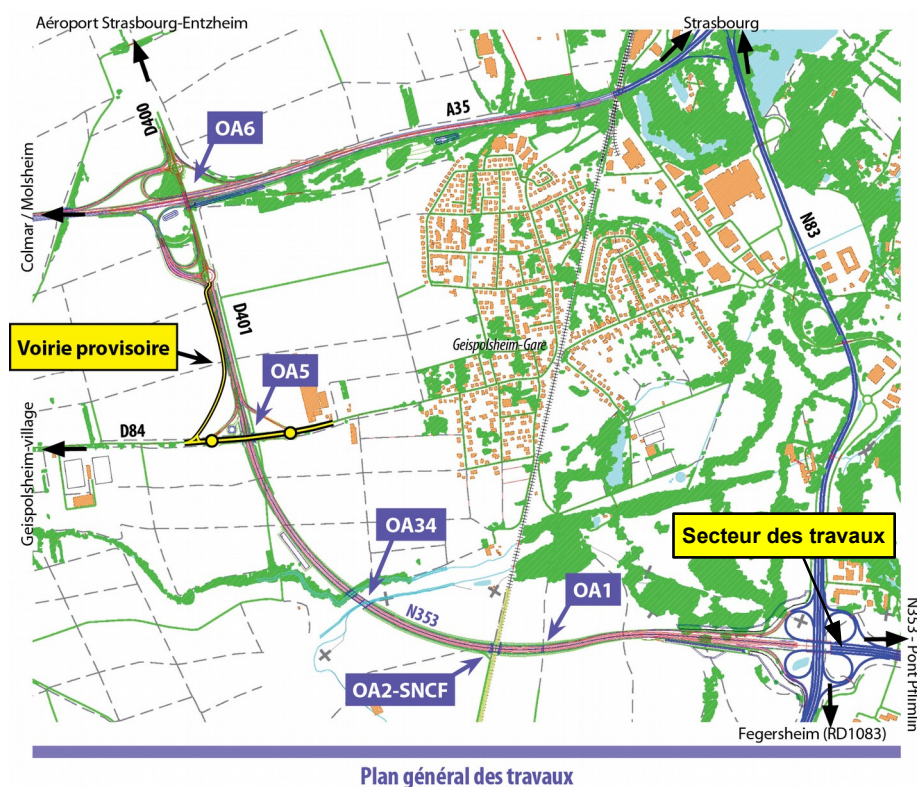 Aéroport Strasbourg-Entzheim
Strasbourg
D400
OA6
A35
Colmar / Molsheim
N83
D401
Voirie provisoire
Geispolsheim-Gare
OA5
D84
Geispolsheim-village
OA34
Secteur des travaux
OA1
N353
N353 - Pont Pflimlin
OA2-SNCF
Fegersheim (RD1083)
Plan général des travaux